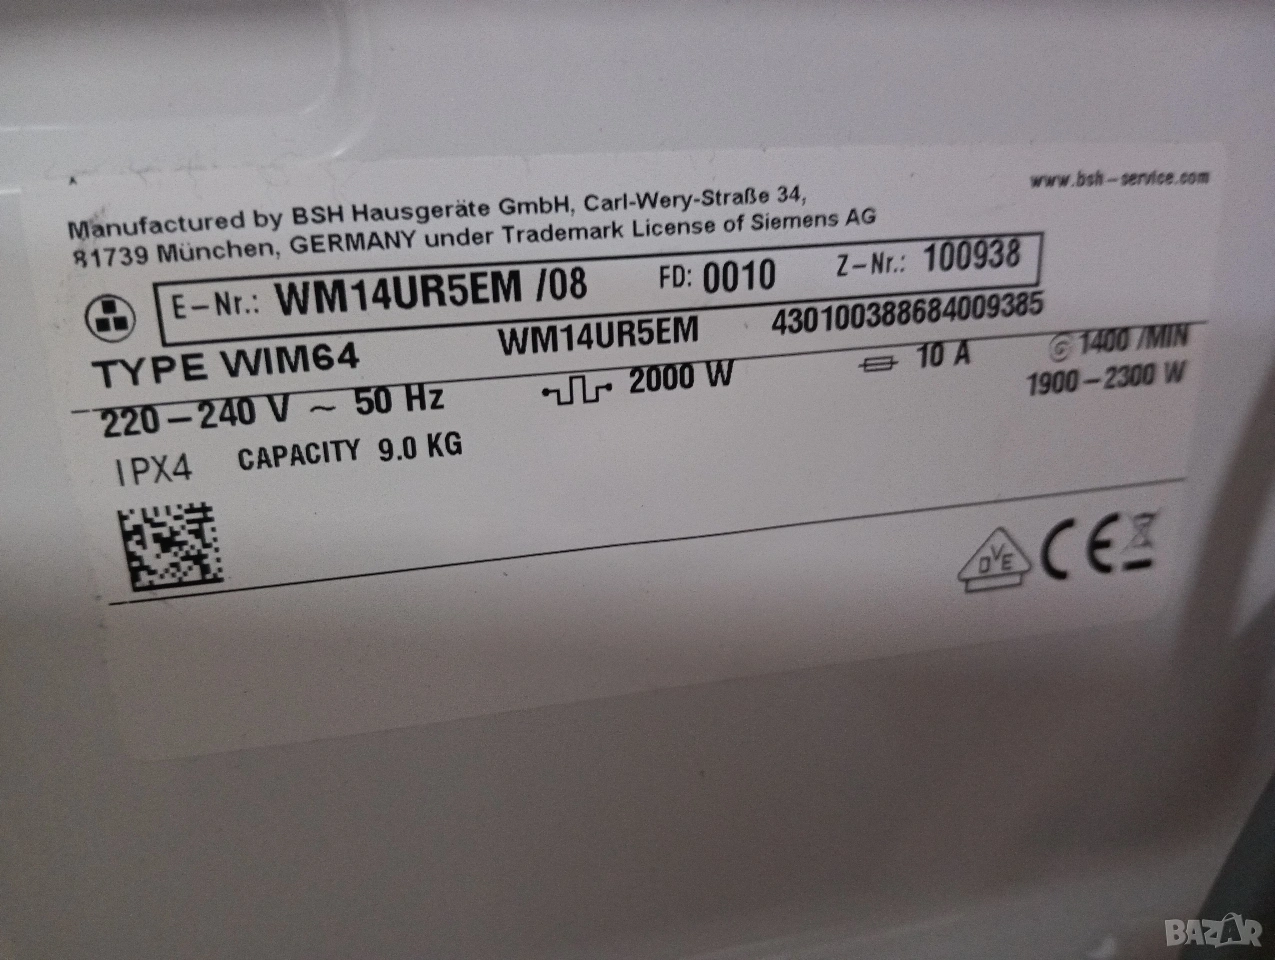 www.bsh-service.com
Manufactured by BSH Hausgeräte GmbH, Carl-Wery-Straße 34,
81739 München, GERMANY under Trademark License of Siemens AG
E-Nr.: WM14UR5EM /08 FD: 0010 Z-Nr.: 100938
TYPE WIM64 WM14UR5EM 430100388684009385
220-240 V ~ 50 Hz 2000 W 10 A 1400 /MIN
1900-2300 W
IPX4 CAPACITY 9.0 KG
DVE CE
BAZAR